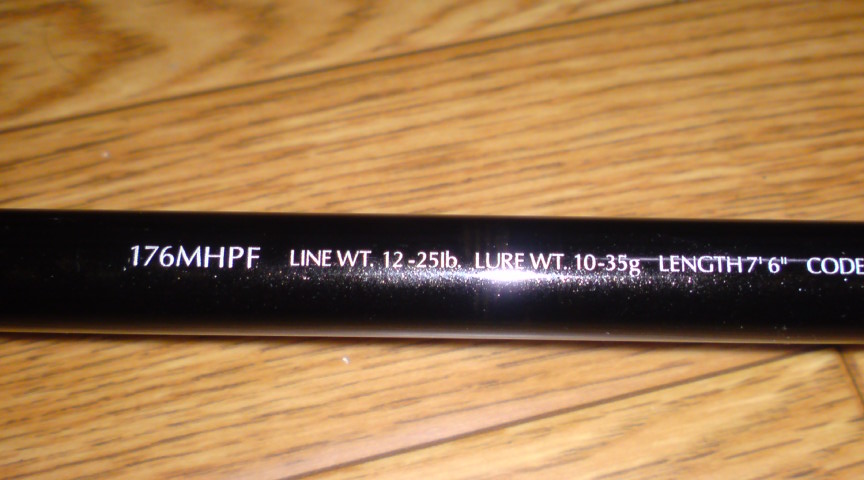 176MHPF LINE WT. 12-25lb. LURE WT. 10-35g LENGTH 7' 6" CODE